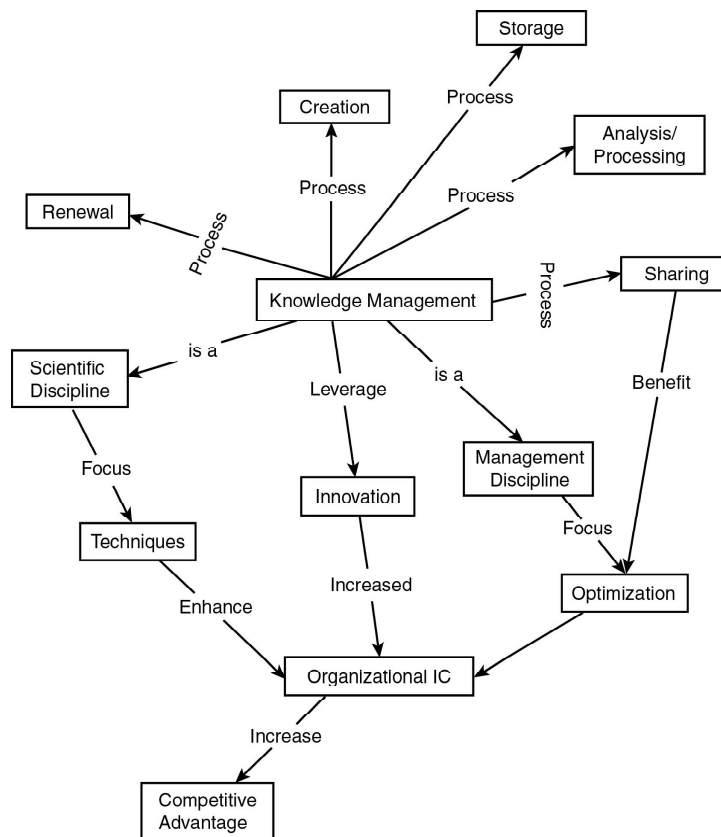 Storage
Process
Creation
Analysis/
Processing
Process
Process
Renewal
Process
Process
Sharing
Knowledge Management
is a
Scientific
Discipline
Leverage
is a
Benefit
Focus
Management
Discipline
Innovation
Techniques
Focus
Increased
Optimization
Enhance
Organizational IC
Increase
Competitive
Advantage